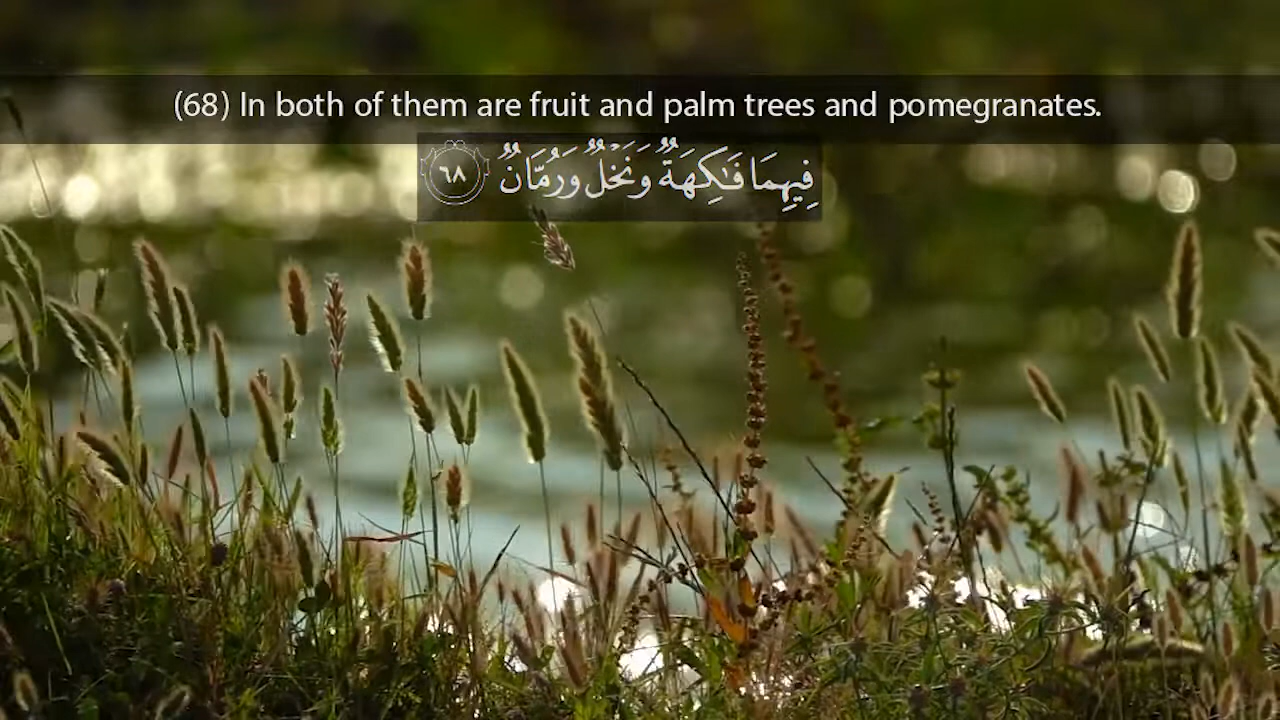 (68) In both of them are fruit and palm trees and pomegranates.
فِيهِمَا فَـٰكِهَةٌ وَنَخْلٌ وَرُمَّانٌ ٦٨